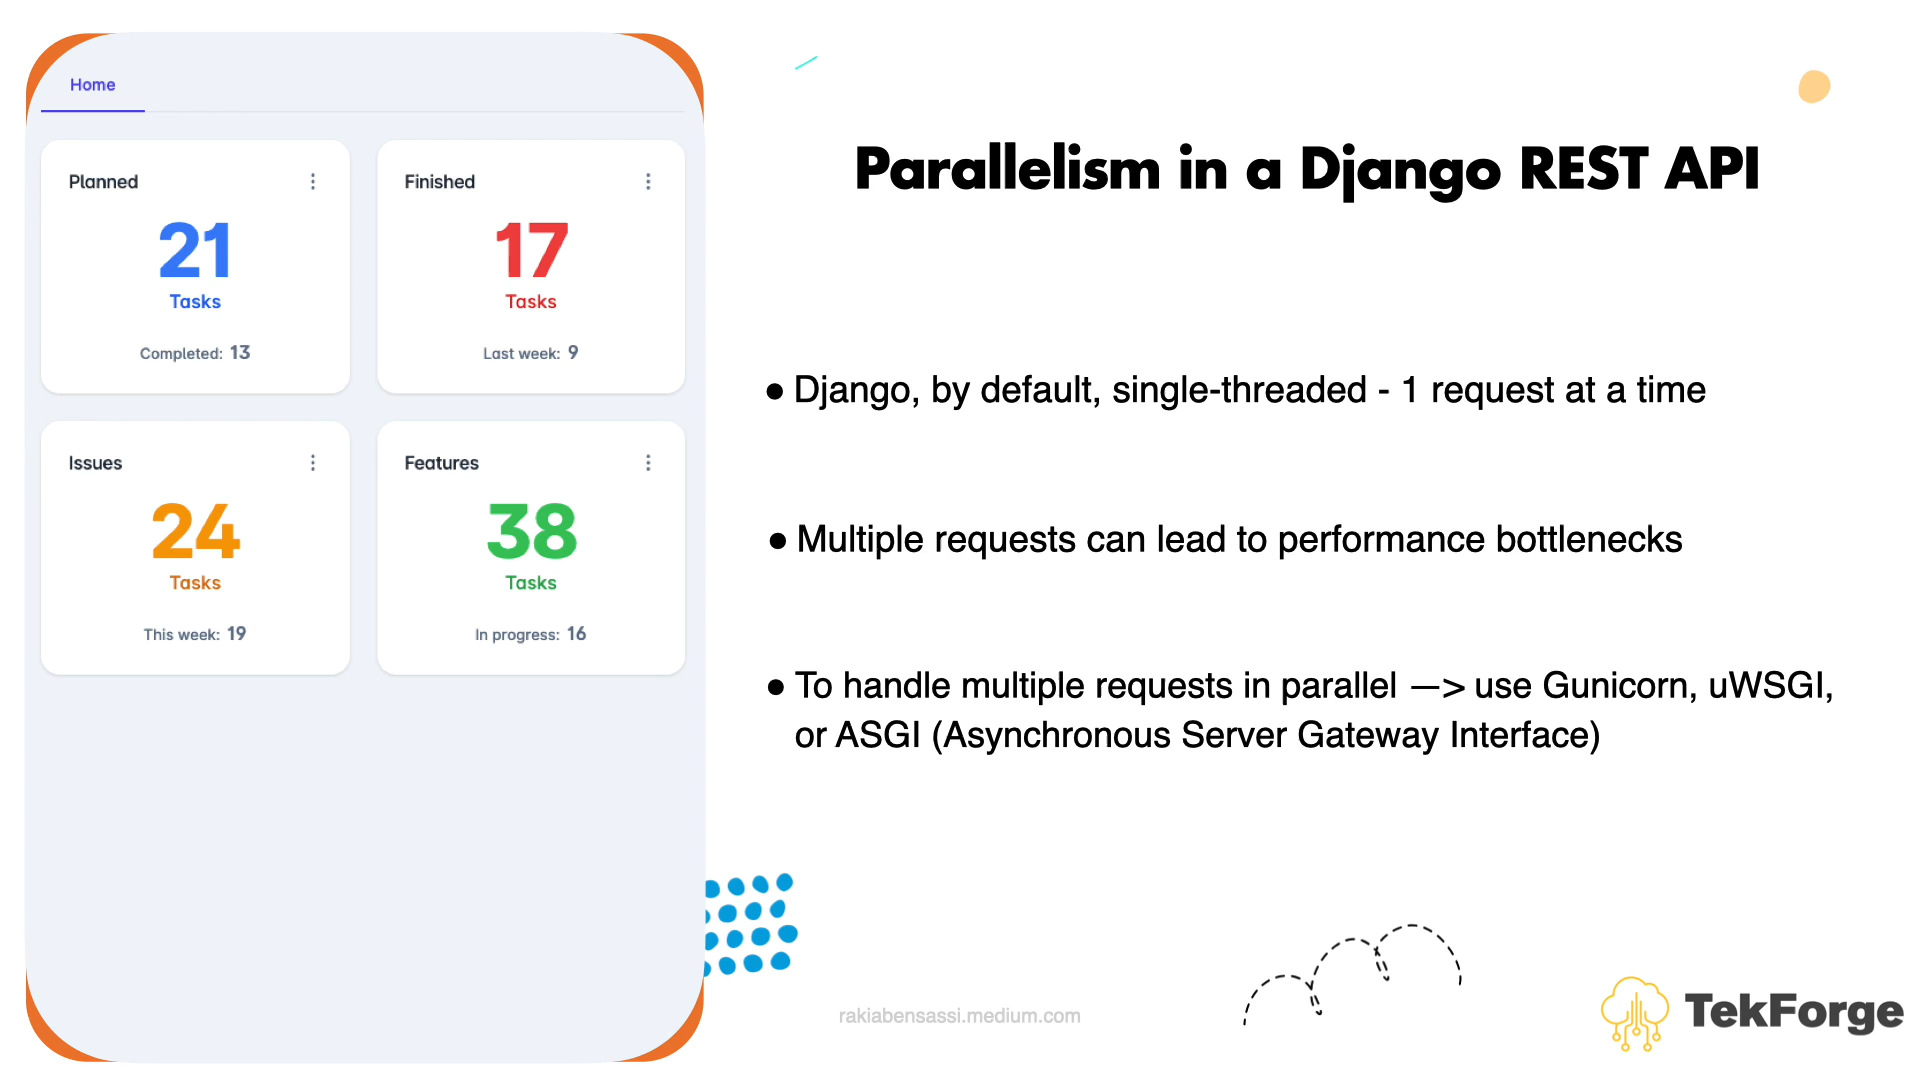 Home
Planned
21
Tasks
Completed: 13
Finished
17
Tasks
Last week: 9
Issues
24
Tasks
This week: 19
Features
38
Tasks
In progress: 16
Parallelism in a Django REST API
● Django, by default, single-threaded - 1 request at a time
● Multiple requests can lead to performance bottlenecks
● To handle multiple requests in parallel —> use Gunicorn, uWSGI,
or ASGI (Asynchronous Server Gateway Interface)
rakiabensassi.medium.com
TekForge